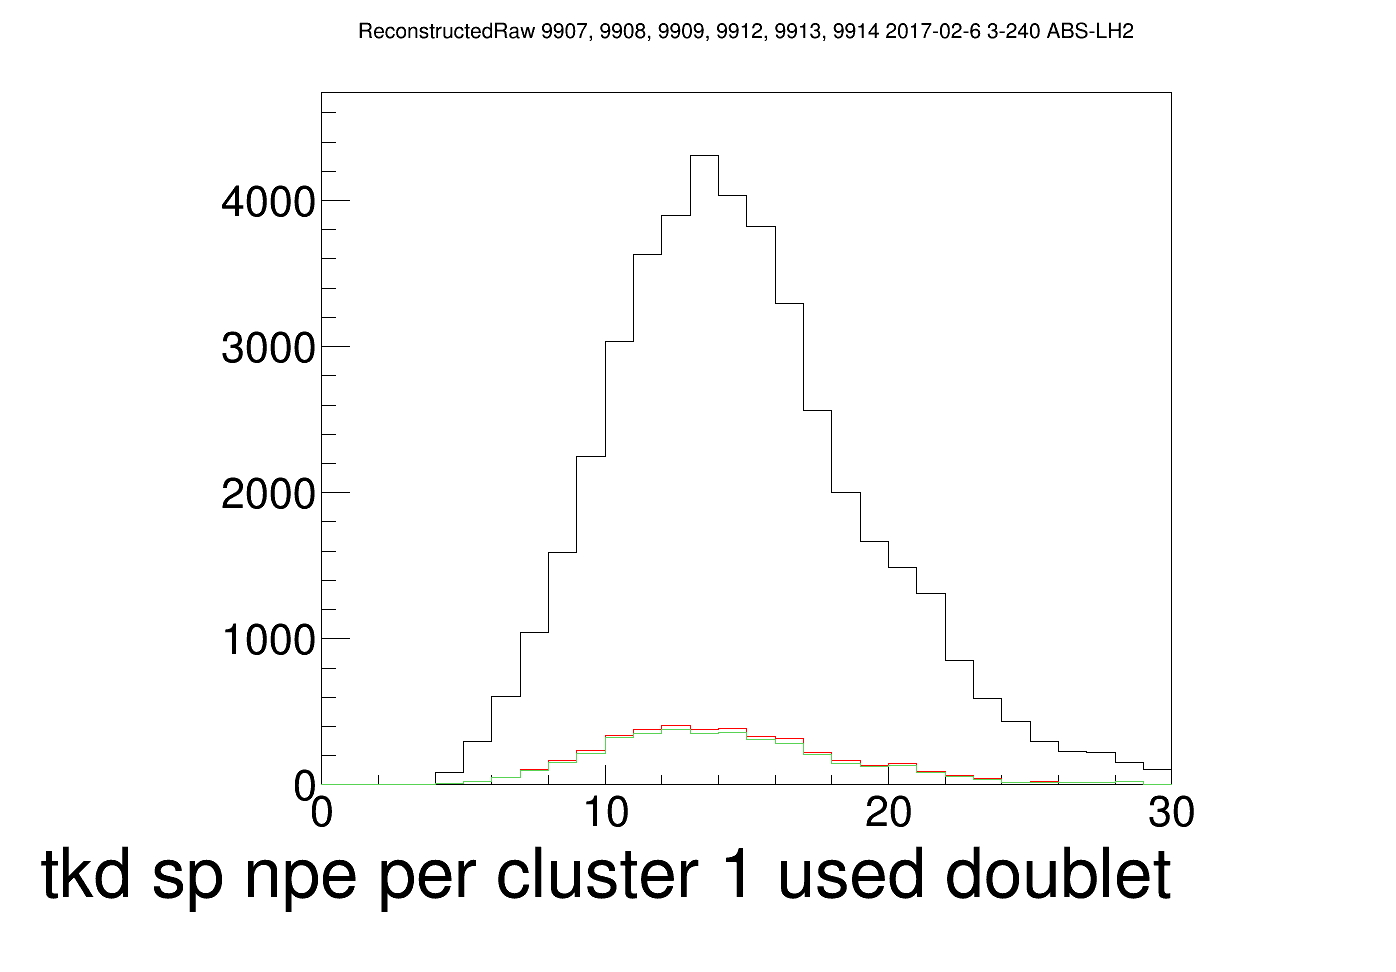 ReconstructedRaw 9907, 9908, 9909, 9912, 9913, 9914 2017-02-6 3-240 ABS-LH2
4000
3000
2000
1000
0
0 10 20 30
tkd sp npe per cluster 1 used doublet